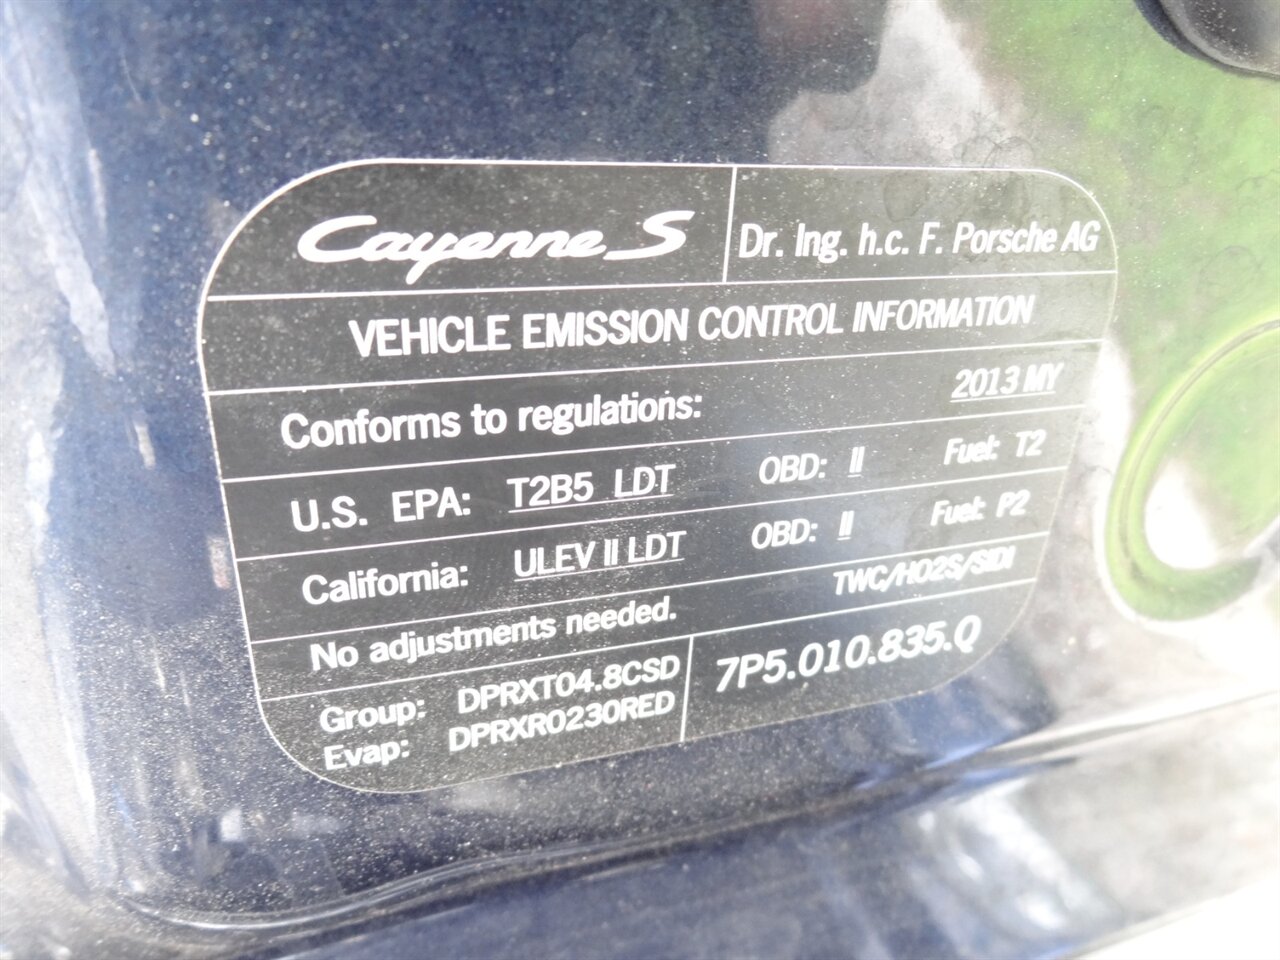 Cayenne S Dr. Ing. h.c. F. Porsche AG
VEHICLE EMISSION CONTROL INFORMATION
Conforms to regulations: 2013 MY
U.S. EPA: T2B5 LDT OBD: II Fuel: T2
California: ULEV II LDT OBD: II Fuel: P2
No adjustments needed. TWC/HO2S/SIDI
Group: DPRXT04.8CSD 7P5.010.835.Q
Evap: DPRXR0230RED